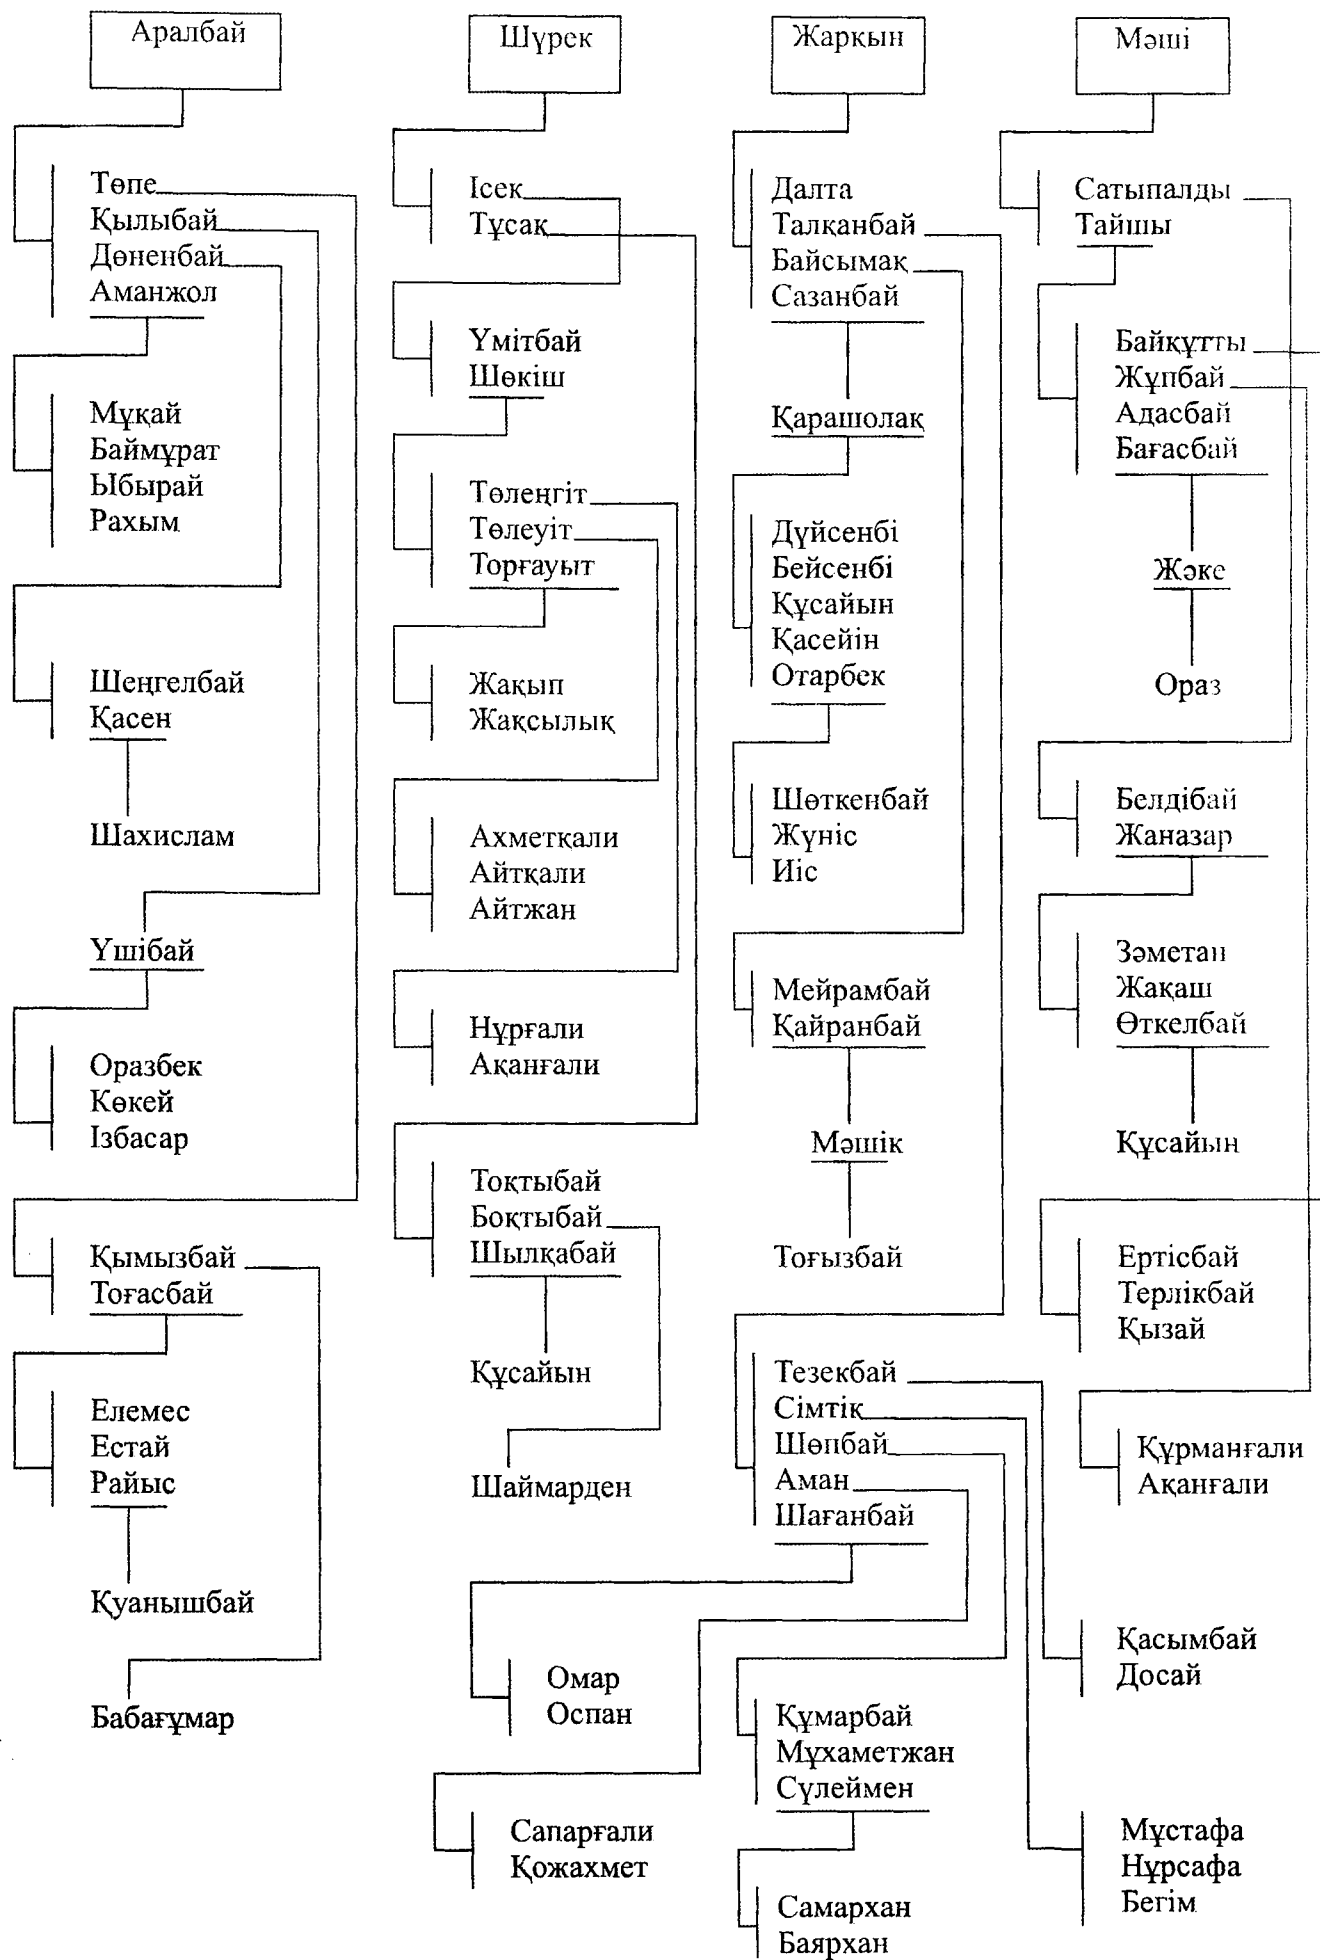 Аралбай
Төпе
Қылыбай
Дөненбай
Аманжол
Мұқай
Баймұрат
Ыбырай
Рахым
Шеңгелбай
Қасен
Шахислам
Үшібай
Оразбек
Көкей
Ізбасар
Қымызбай
Тоғасбай
Елемес
Естай
Райыс
Қуанышбай
Бабағұмар
Шүрек
Ісек
Тұсақ
Үмітбай
Шөкіш
Төлеңгіт
Төлеуіт
Торғауыт
Жақып
Жақсылық
Ахметқали
Айтқали
Айтжан
Нұрғали
Ақанғали
Тоқтыбай
Боқтыбай
Шылқабай
Құсайын
Шаймарден
Омар
Оспан
Сапарғали
Қожахмет
Жарқын
Далта
Талқанбай
Байсымақ
Сазанбай
Қарашолақ
Дүйсенбі
Бейсенбі
Құсайын
Қасейін
Отарбек
Шөткенбай
Жүніс
Иіс
Мейрамбай
Қайранбай
Мәшік
Тоғызбай
Тезекбай
Сімтік
Шөпбай
Аман
Шағанбай
Құмарбай
Мұхаметжан
Сүлеймен
Самархан
Баярхан
Мәші
Сатыпалды
Тайшы
Байқұтты
Жұпбай
Адасбай
Бағасбай
Жәке
Ораз
Белдібай
Жаназар
Зәметан
Жақаш
Өткелбай
Құсайын
Ертісбай
Терлікбай
Қызай
Құрманғали
Ақанғали
Қасымбай
Досай
Мұстафа
Нұрсафа
Бегім